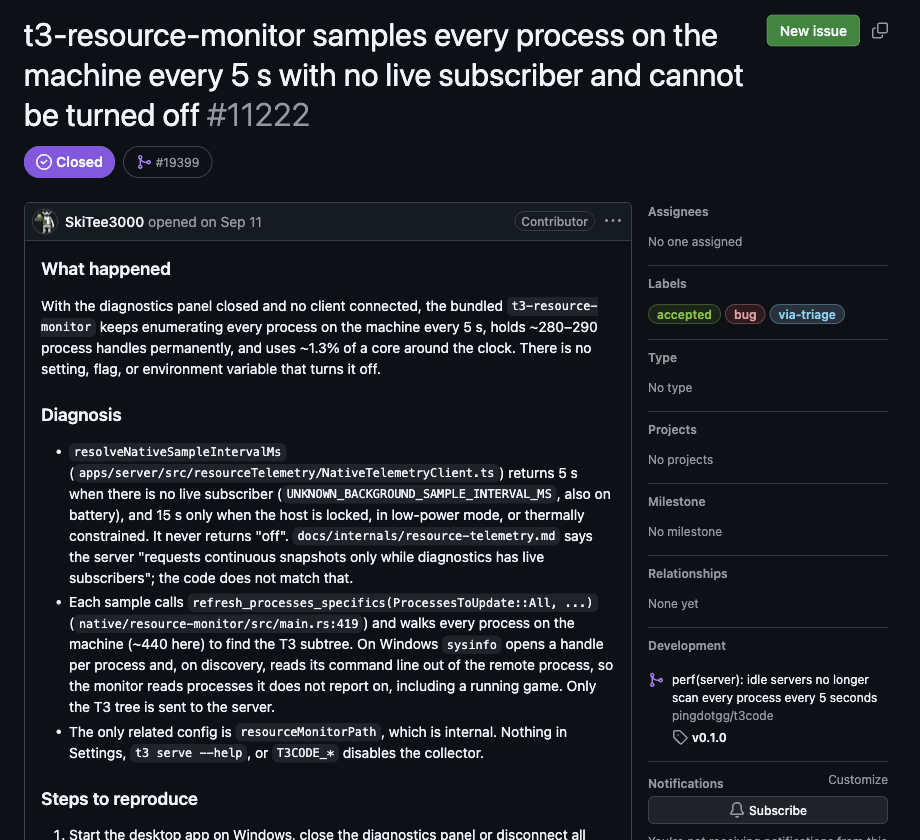 t3-resource-monitor samples every process on the
machine every 5 s with no live subscriber and cannot
be turned off #11222
New issue
Closed
#19399
SkiTee3000 opened on Sep 11
Contributor
What happened
With the diagnostics panel closed and no client connected, the bundled t3-resource-
monitor keeps enumerating every process on the machine every 5 s, holds ~280–290
process handles permanently, and uses ~1.3% of a core around the clock. There is no
setting, flag, or environment variable that turns it off.
Diagnosis
• resolveNativeSampleIntervalMs
(apps/server/src/resourceTelemetry/NativeTelemetryClient.ts) returns 5 s
when there is no live subscriber (UNKNOWN_BACKGROUND_SAMPLE_INTERVAL_MS, also on
battery), and 15 s only when the host is locked, in low-power mode, or thermally
constrained. It never returns "off". docs/internals/resource-telemetry.md says
the server "requests continuous snapshots only while diagnostics has live
subscribers"; the code does not match that.
• Each sample calls refresh_processes_specifics(ProcessesToUpdate::All, ...)
(native/resource-monitor/src/main.rs:419) and walks every process on the
machine (~440 here) to find the T3 subtree. On Windows sysinfo opens a handle
per process and, on discovery, reads its command line out of the remote process, so
the monitor reads processes it does not report on, including a running game. Only
the T3 tree is sent to the server.
• The only related config is resourceMonitorPath, which is internal. Nothing in
Settings, t3 serve --help, or T3CODE_* disables the collector.
Steps to reproduce
1. Start the desktop app on Windows, close the diagnostics panel or disconnect all
Assignees
No one assigned
Labels
accepted
bug
via-triage
Type
No type
Projects
No projects
Milestone
No milestone
Relationships
None yet
Development
perf(server): idle servers no longer
scan every process every 5 seconds
pingdotgg/t3code
v0.1.0
Notifications
Customize
Subscribe